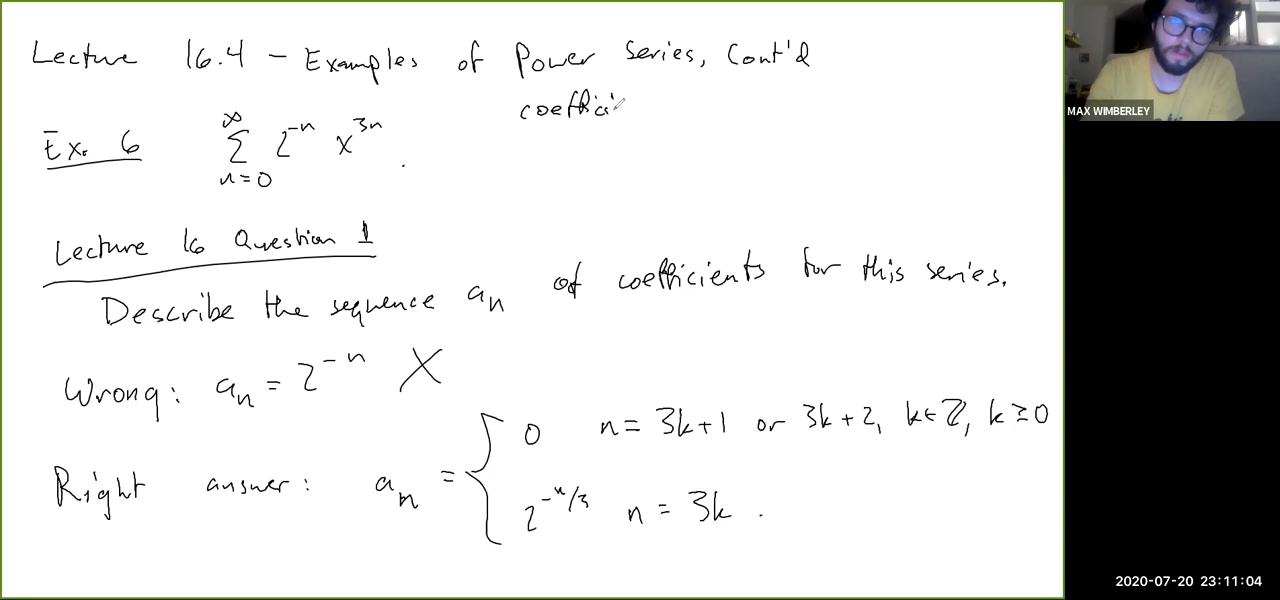 Lecture 16.4 – Examples of Power Series, Cont'd
coeffici
Ex. 6 ∞ ∑ n=0 2^{-n} x^{3n} .
Lecture 16 Question 1
Describe the sequence a_n of coefficients for this series.
Wrong: a_n = 2^{-n} X
Right answer: a_n = { 0 n = 3k+1 or 3k+2, k∈ℤ, k≥0
2^{-n/3} n = 3k .
MAX WIMBERLEY
2020-07-20 23:11:04